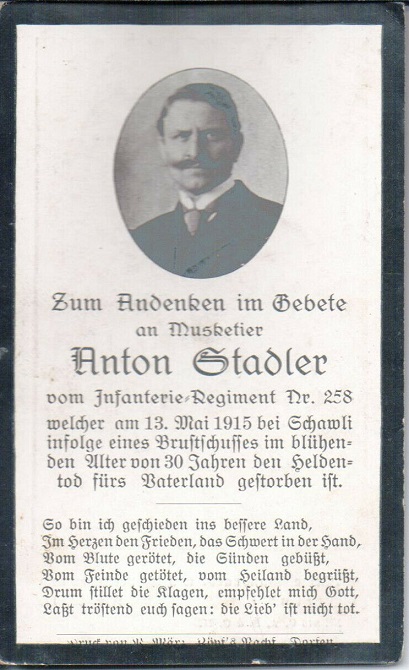 Zum Andenken im Gebete
an Musketier
Anton Stadler
vom Infanterie-Regiment Nr. 258
welcher am 13. Mai 1915 bei Schawli
infolge eines Brustschusses im blühen-
den Alter von 30 Jahren den Helden-
tod fürs Vaterland gestorben ist.
So bin ich geschieden ins bessere Land,
Im Herzen den Frieden, das Schwert in der Hand,
Vom Blute gerötet, die Sünden gebüßt,
Vom Feinde getötet, vom Heiland begrüßt,
Drum stillet die Klagen, empfehlet mich Gott,
Laßt tröstend euch sagen: die Lieb' ist nicht tot.
Druck von